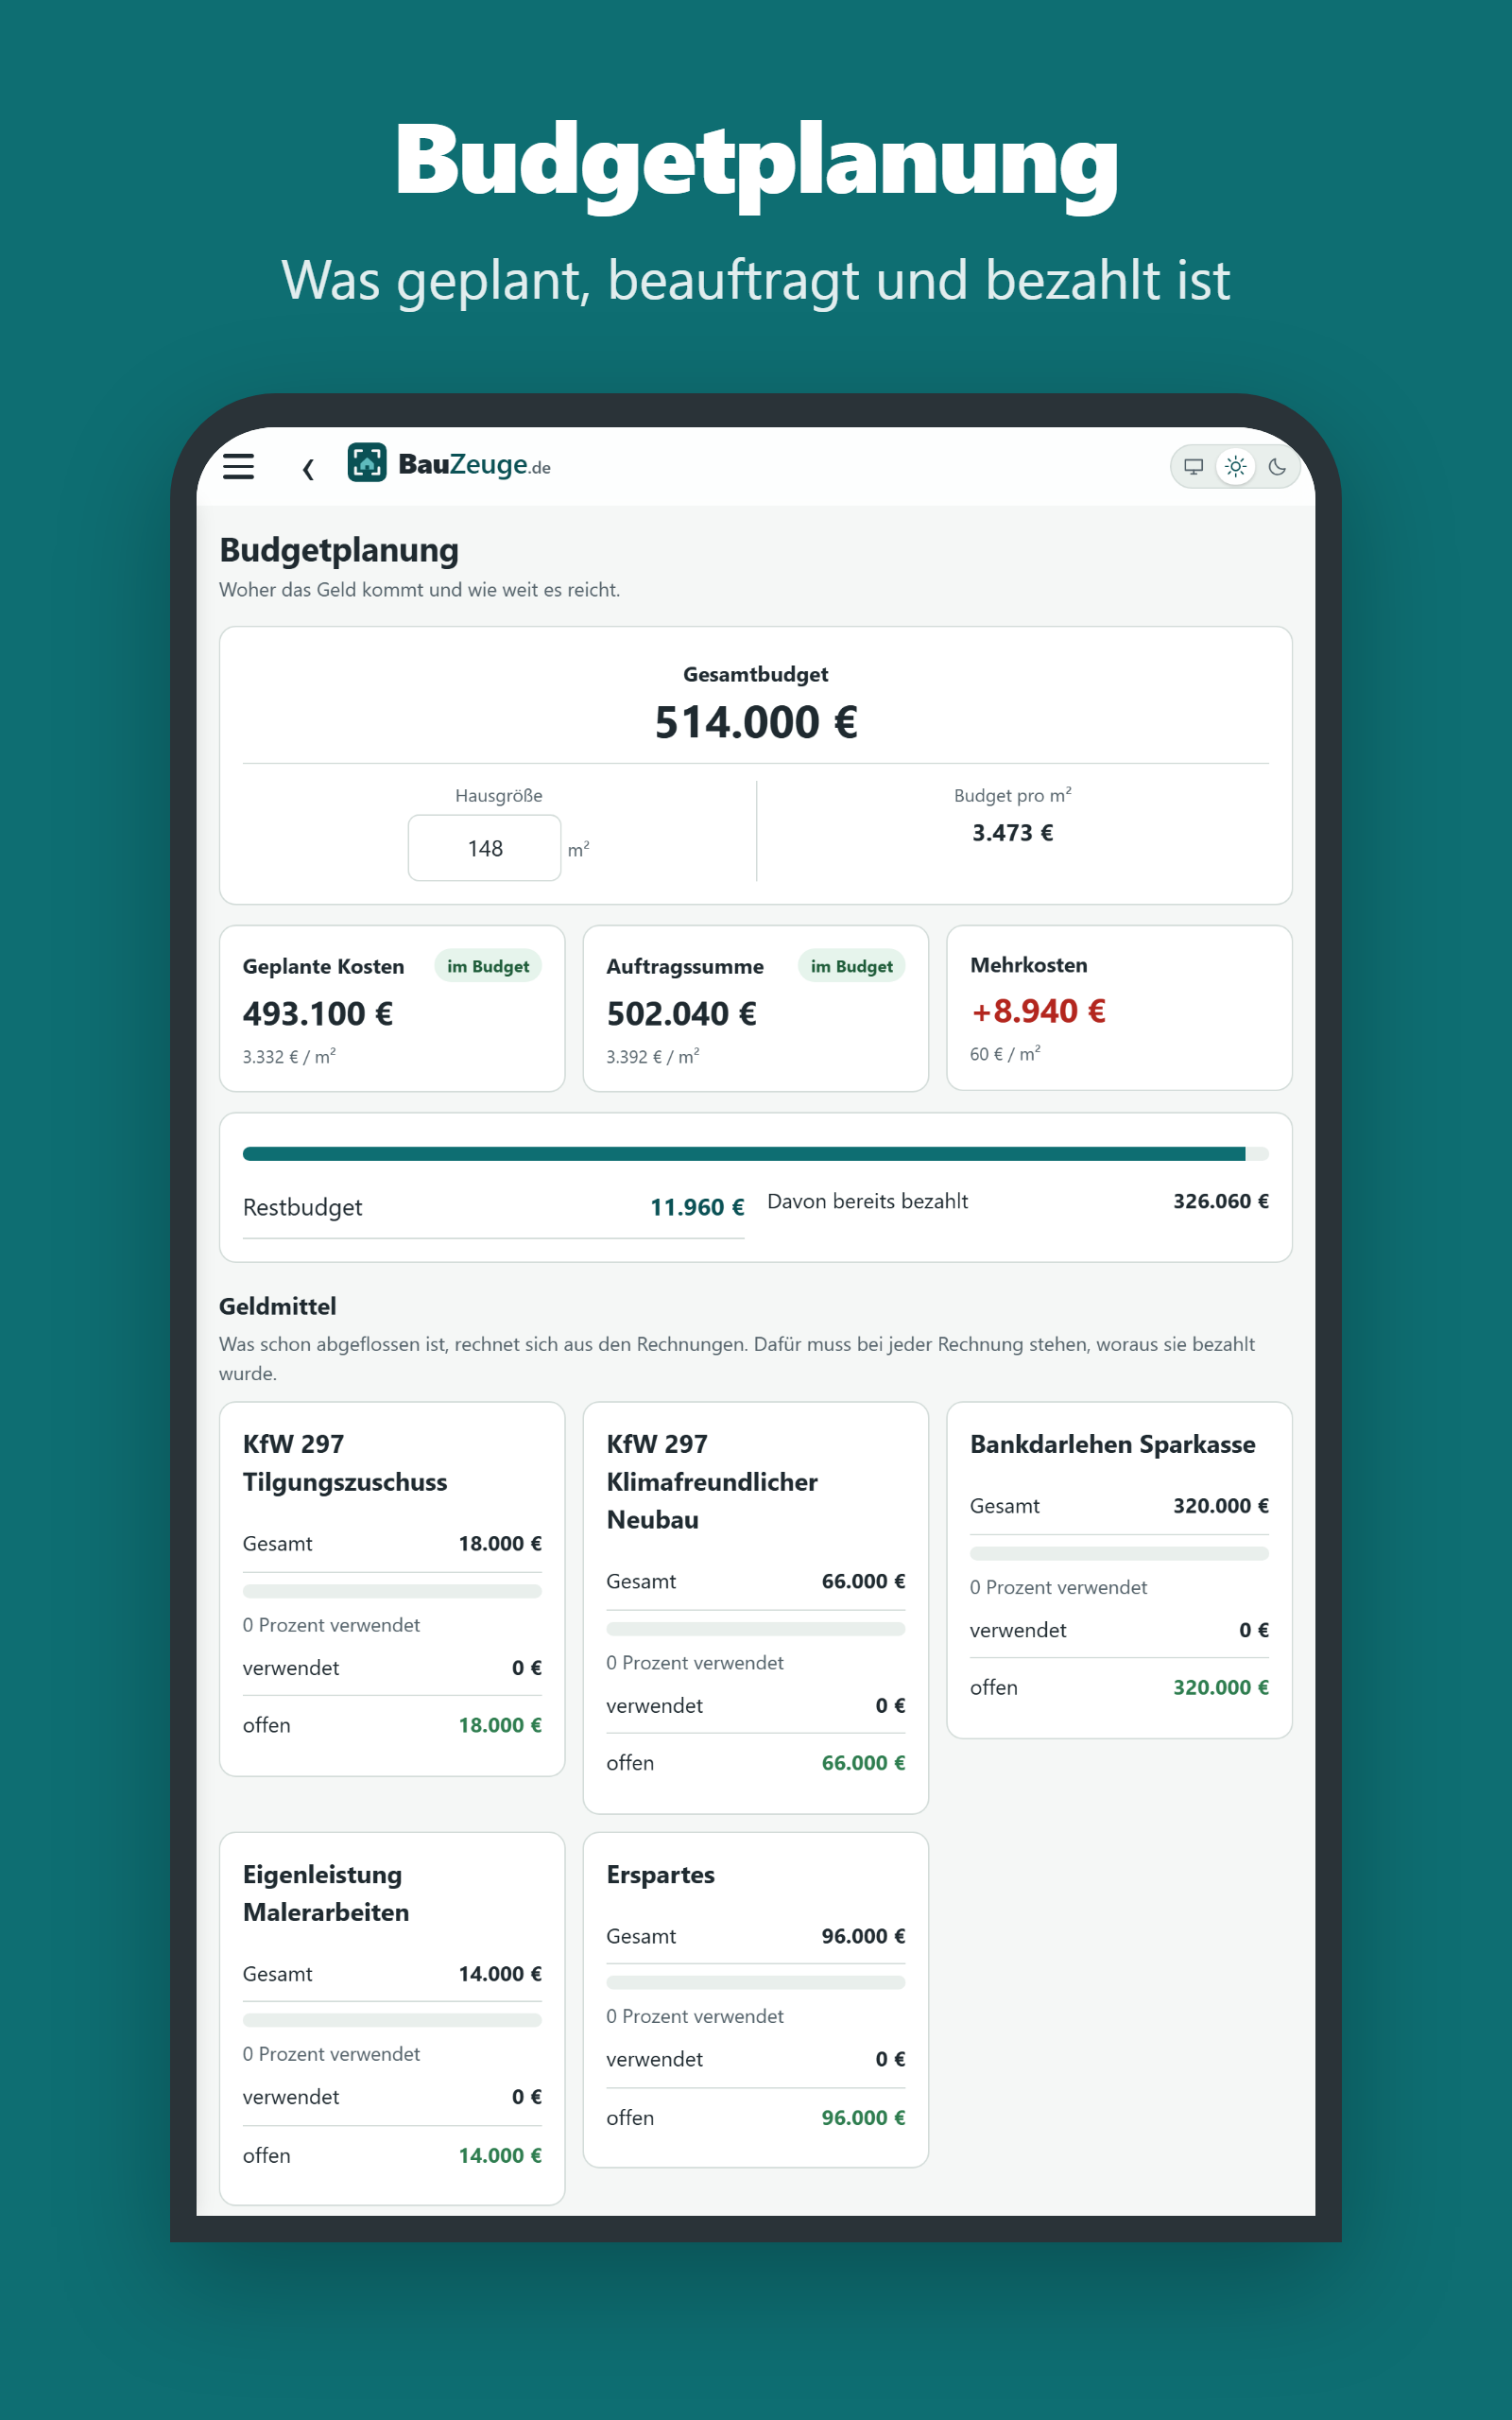 Budgetplanung
Was geplant, beauftragt und bezahlt ist
BauZeuge.de
Budgetplanung
Woher das Geld kommt und wie weit es reicht.
Gesamtbudget
514.000 €
Hausgröße
148 m²
Budget pro m²
3.473 €
Geplante Kosten im Budget
493.100 €
3.332 € / m²
Auftragssumme im Budget
502.040 €
3.392 € / m²
Mehrkosten
+8.940 €
60 € / m²
Restbudget 11.960 €
Davon bereits bezahlt 326.060 €
Geldmittel
Was schon abgeflossen ist, rechnet sich aus den Rechnungen. Dafür muss bei jeder Rechnung stehen, woraus sie bezahlt
wurde.
KfW 297
Tilgungszuschuss
Gesamt 18.000 €
0 Prozent verwendet
verwendet 0 €
offen 18.000 €
KfW 297
Klimafreundlicher
Neubau
Gesamt 66.000 €
0 Prozent verwendet
verwendet 0 €
offen 66.000 €
Bankdarlehen Sparkasse
Gesamt 320.000 €
0 Prozent verwendet
verwendet 0 €
offen 320.000 €
Eigenleistung
Malerarbeiten
Gesamt 14.000 €
0 Prozent verwendet
verwendet 0 €
offen 14.000 €
Erspartes
Gesamt 96.000 €
0 Prozent verwendet
verwendet 0 €
offen 96.000 €